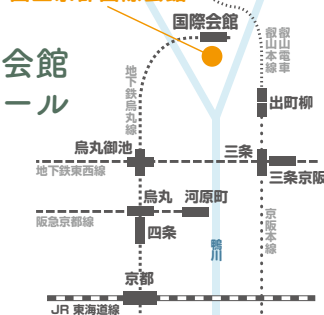 国際会館
会館
ール
地下鉄烏丸線
叡山本線
叡山電車
出町柳
烏丸御池
三条
地下鉄東西線
三条京阪
烏丸
河原町
阪急京都線
四条
鴨川
京阪本線
京都
JR 東海道線